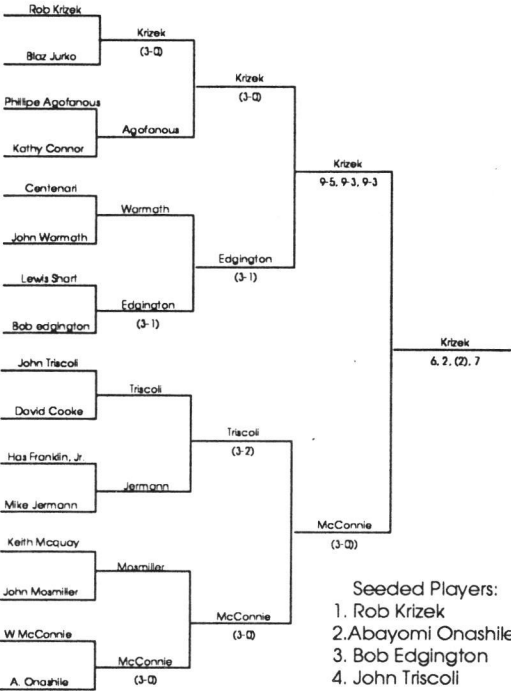 Rob Krizek
Blaz Jurko
Phillipe Agofanous
Kathy Connor
Centenari
John Warmath
Lewis Shart
Bob edgington
John Triscoli
David Cooke
Has Franklin, Jr.
Mike Jermann
Keith Mcquay
John Mosmiller
W McConnie
A. Onashile
Krizek
(3-0)
Agofanous
Warmath
Edgington
(3-1)
Triscoli
Jermann
Mosmiller
McConnie
(3-0)
Krizek
(3-0)
Edgington
(3-1)
Triscoli
(3-2)
McConnie
(3-0)
Krizek
9-5, 9-3, 9-3
McConnie
(3-0))
Krizek
6, 2, (2), 7
Seeded Players:
1. Rob Krizek
2.Abayomi Onashile
3. Bob Edgington
4. John Triscoli